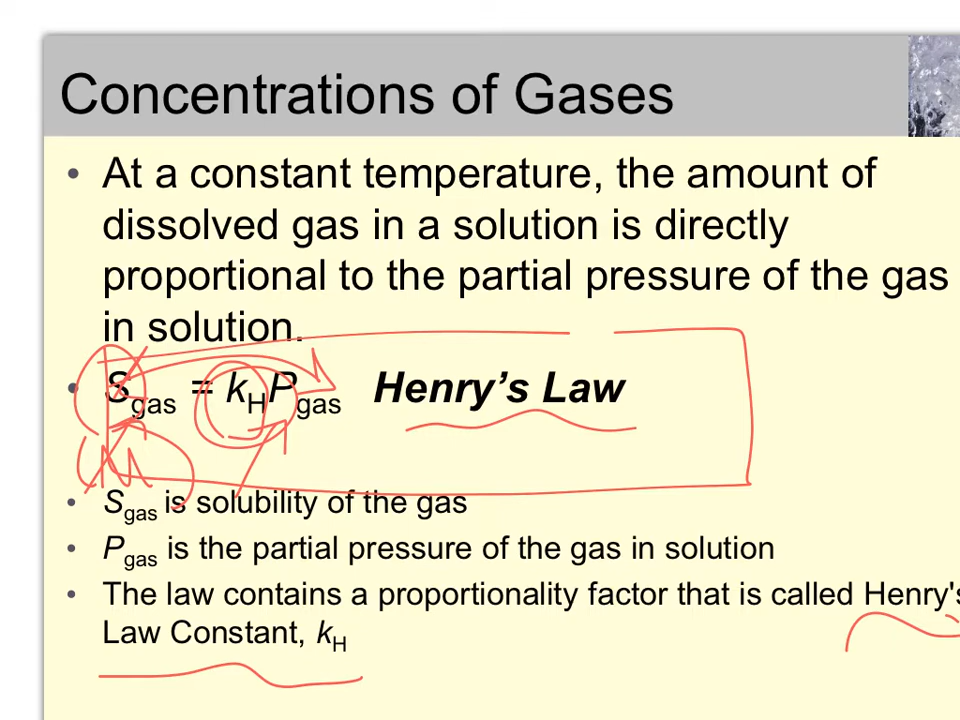 Concentrations of Gases
• At a constant temperature, the amount of
dissolved gas in a solution is directly
proportional to the partial pressure of the gas
in solution.
• Sgas = kHPgas Henry’s Law
(M)
• Sgas is solubility of the gas
• Pgas is the partial pressure of the gas in solution
• The law contains a proportionality factor that is called Henry's
Law Constant, kH